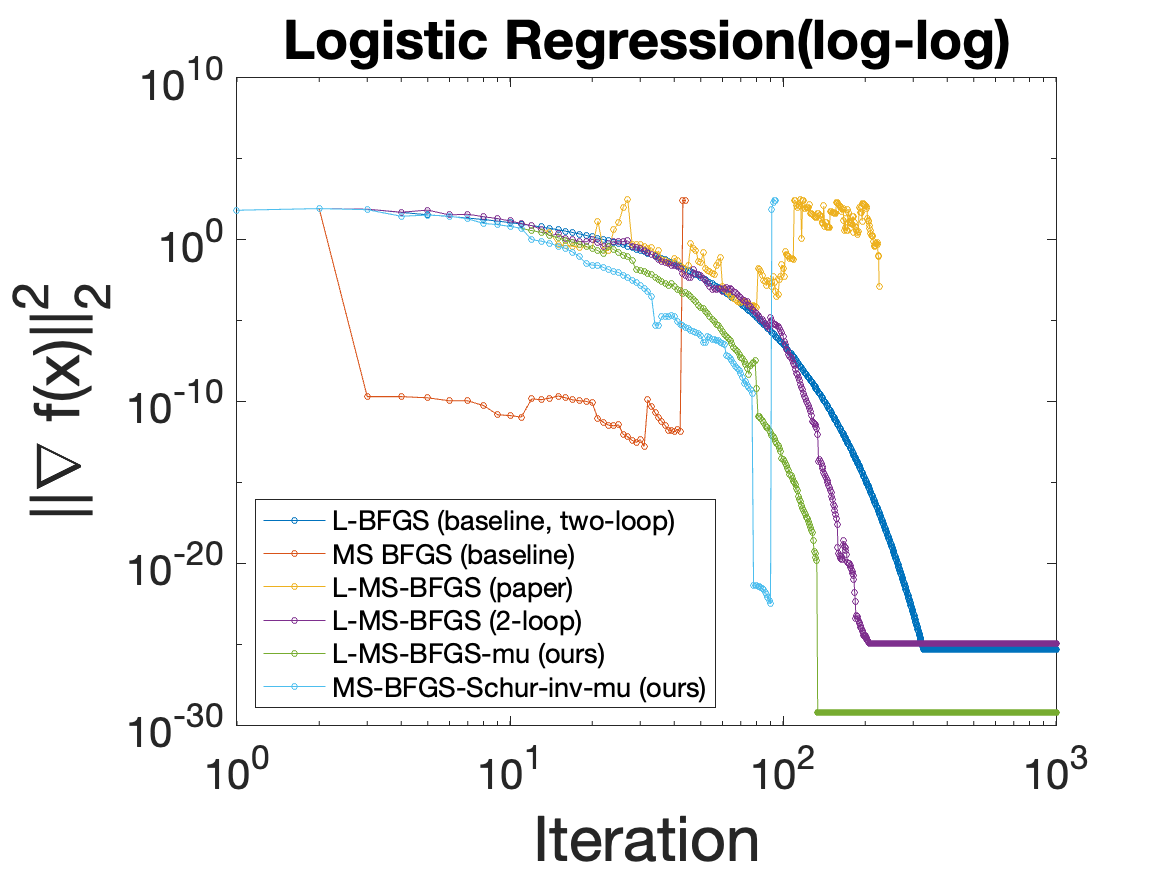 Logistic Regression(log-log)
10^10
10^0
10^-10
10^-20
10^-30
||∇ f(x)||_2^2
L-BFGS (baseline, two-loop)
MS BFGS (baseline)
L-MS-BFGS (paper)
L-MS-BFGS (2-loop)
L-MS-BFGS-mu (ours)
MS-BFGS-Schur-inv-mu (ours)
10^0 10^1 10^2 10^3
Iteration